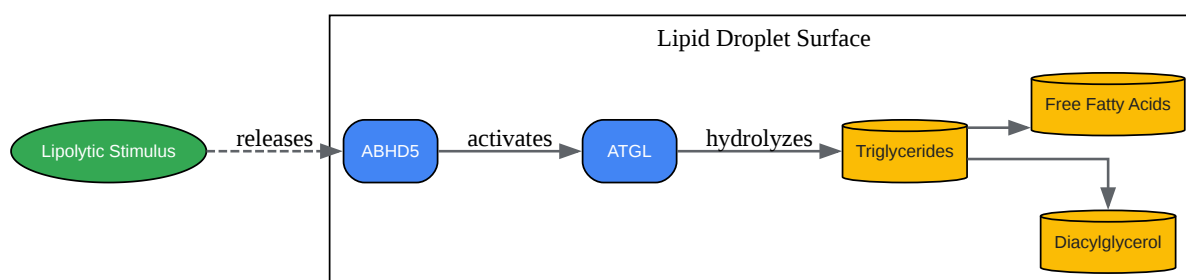 Lipid Droplet Surface
Lipolytic Stimulus
releases
ABHD5
activates
ATGL
hydrolyzes
Triglycerides
Free Fatty Acids
Diacylglycerol